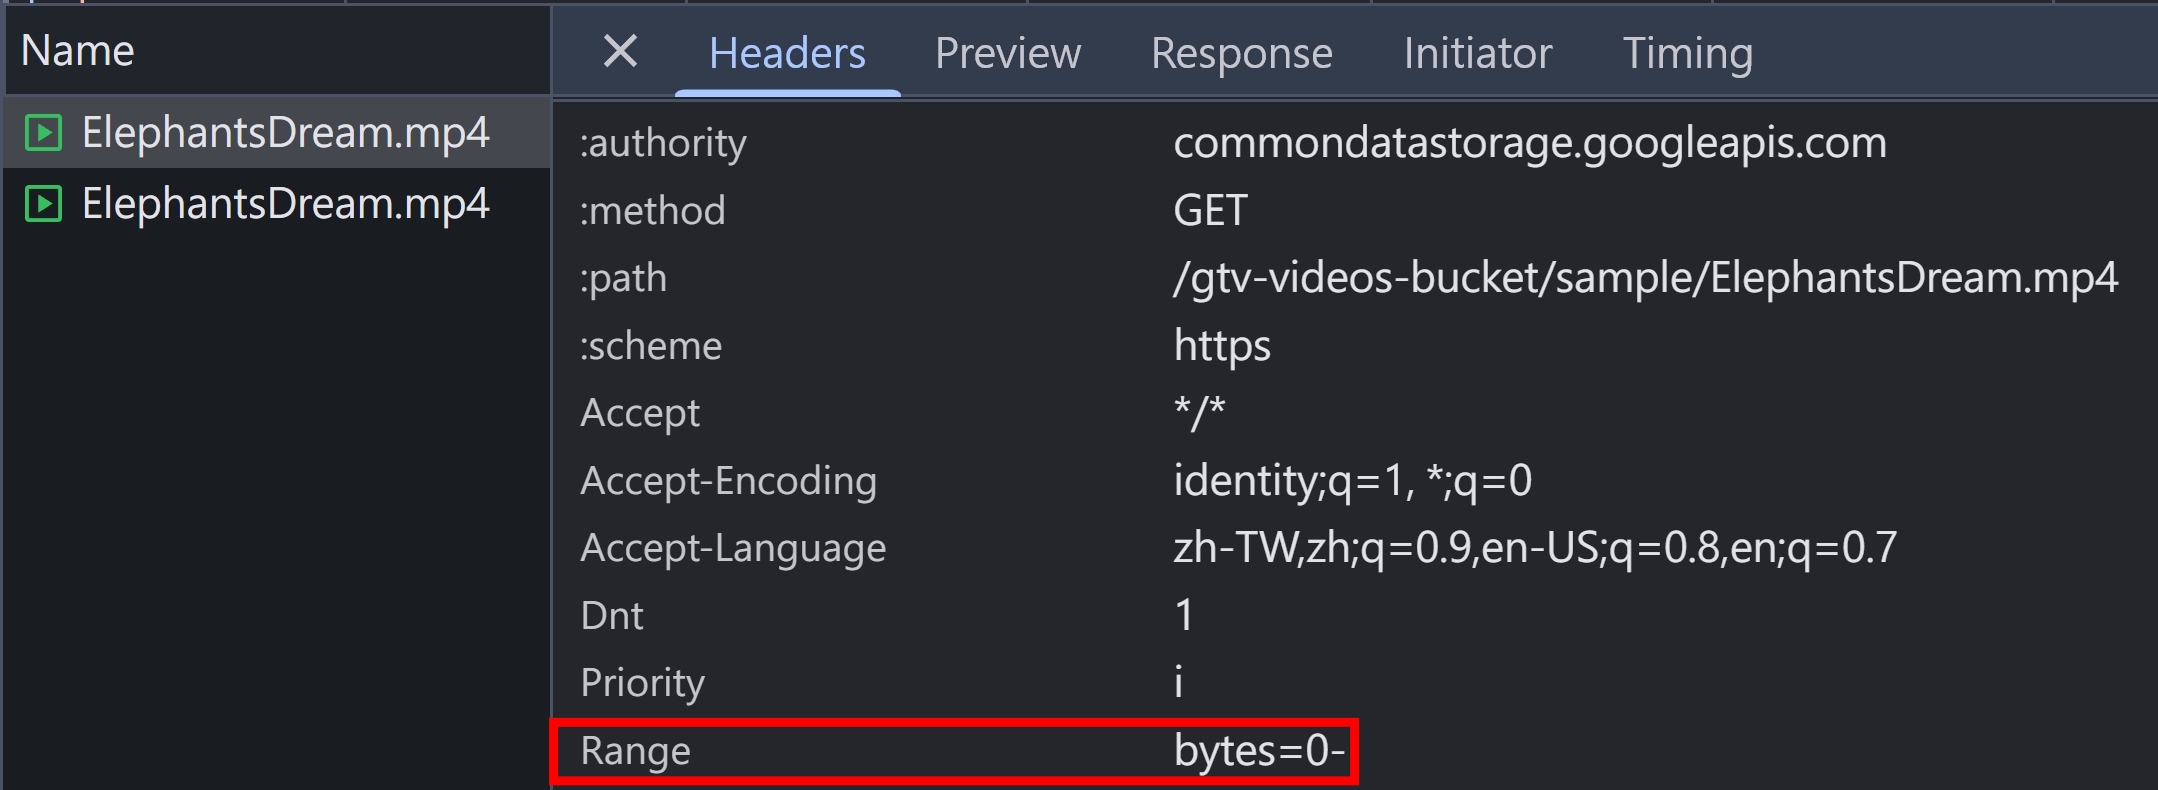 Name
Headers Preview Response Initiator Timing
ElephantsDream.mp4
ElephantsDream.mp4
:authority commondatastorage.googleapis.com
:method GET
:path /gtv-videos-bucket/sample/ElephantsDream.mp4
:scheme https
Accept */*
Accept-Encoding identity;q=1, *;q=0
Accept-Language zh-TW,zh;q=0.9,en-US;q=0.8,en;q=0.7
Dnt 1
Priority i
Range bytes=0-